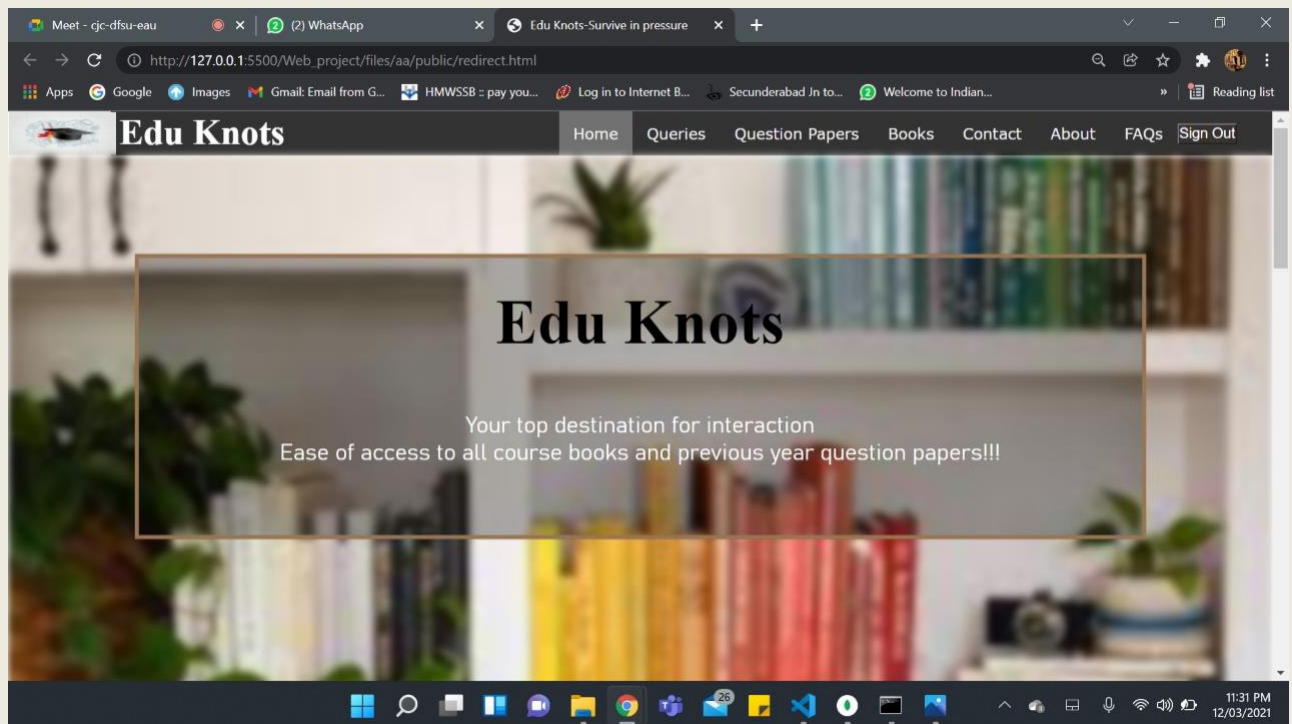 Meet - cjc-dfsu-eau
(2) WhatsApp
Edu Knots-Survive in pressure
http://127.0.0.1:5500/Web_project/files/aa/public/redirect.html
Apps Google Images Gmail: Email from G... HMWSSB :: pay you... Log in to Internet B... Secunderabad Jn to... Welcome to Indian... » Reading list
Edu Knots Home Queries Question Papers Books Contact About FAQs Sign Out
Edu Knots
Your top destination for interaction
Ease of access to all course books and previous year question papers!!!
26
11:31 PM
12/03/2021